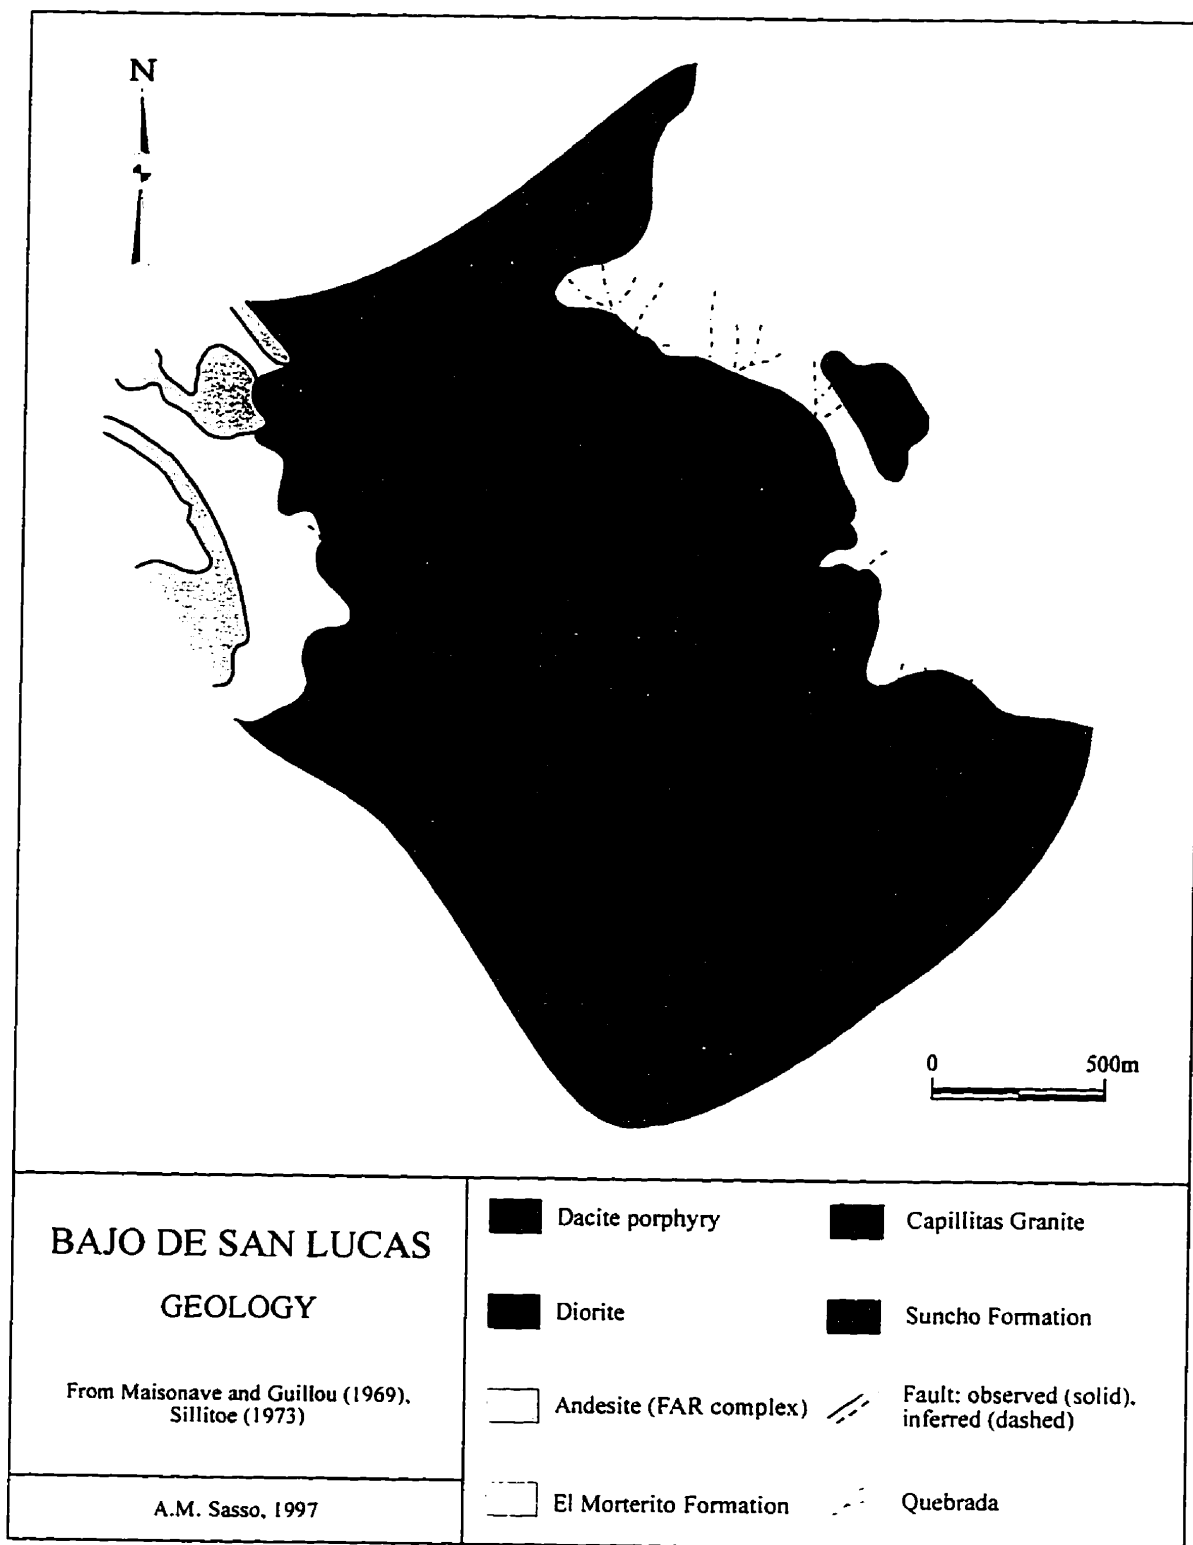 N
0 500m
BAJO DE SAN LUCAS
GEOLOGY
From Maisonave and Guillou (1969),
Sillitoe (1973)
A.M. Sasso, 1997
Dacite porphyry
Diorite
Andesite (FAR complex)
El Morterito Formation
Capillitas Granite
Suncho Formation
Fault: observed (solid),
inferred (dashed)
Quebrada